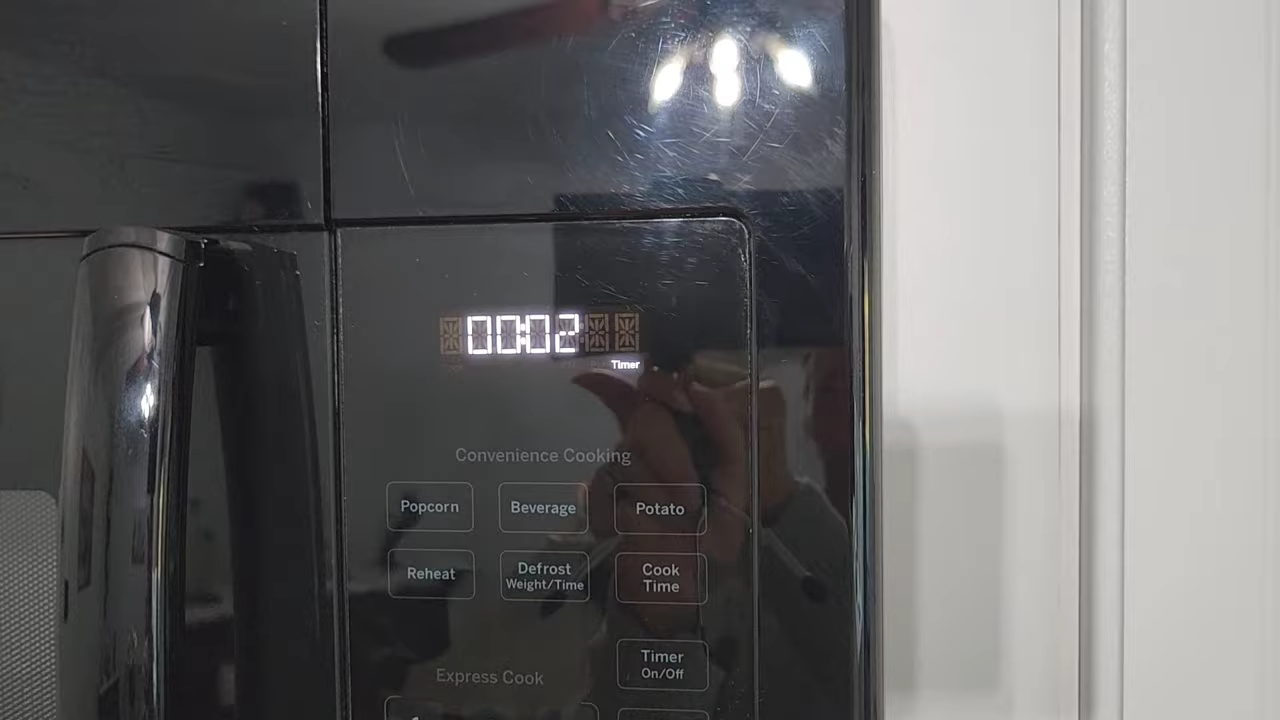 00:02
Timer
Convenience Cooking
Popcorn
Beverage
Potato
Reheat
Defrost
Weight/Time
Cook
Time
Timer
On/Off
Express Cook